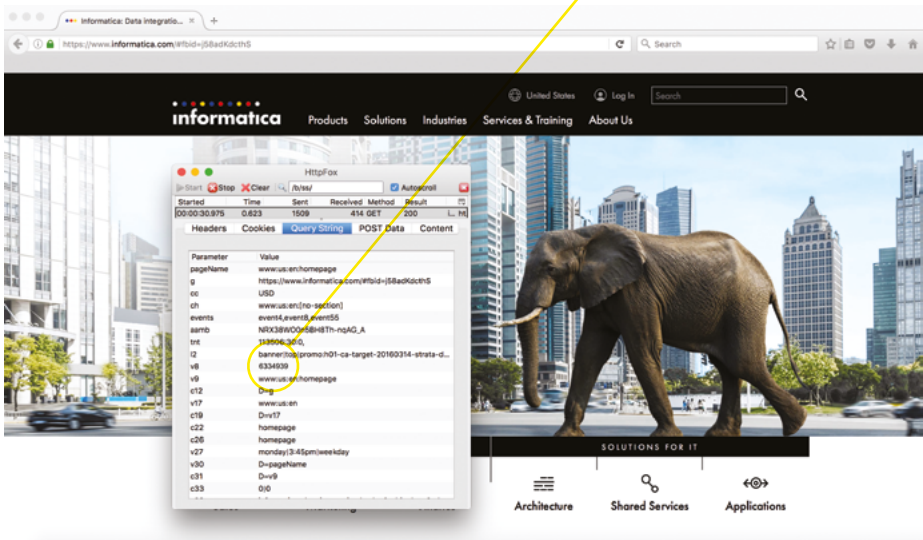 Informatica: Data integratio...
https://www.informatica.com/#fbid=j58adKdcthS
Search
United States
Log In
Search
informatica
Products
Solutions
Industries
Services & Training
About Us
HttpFox
Start
Stop
Clear
/b/ss/
Autoscroll
Started Time Sent Received Method Result
00:00:30.975 0.623 1509 414 GET 200
Headers Cookies Query String POST Data Content
Parameter Value
pageName www:us:en:homepage
g https://www.informatica.com/#fbid=j58adKdcthS
cc USD
ch www:us:en:[no-section]
events event4,event8,event55
tnt 113506:30:0,
l2 banner|top|promo:h01-ca-target-20160314-strata-d...
v8 6334939
v9 www:us:en:homepage
c12 D=g
v17 www:us:en
c19 D=v17
c22 homepage
c26 homepage
v27 monday|3:45pm|weekday
v30 D=pageName
c31 D=v9
c33 0|0
SOLUTIONS FOR IT
Architecture
Shared Services
Applications